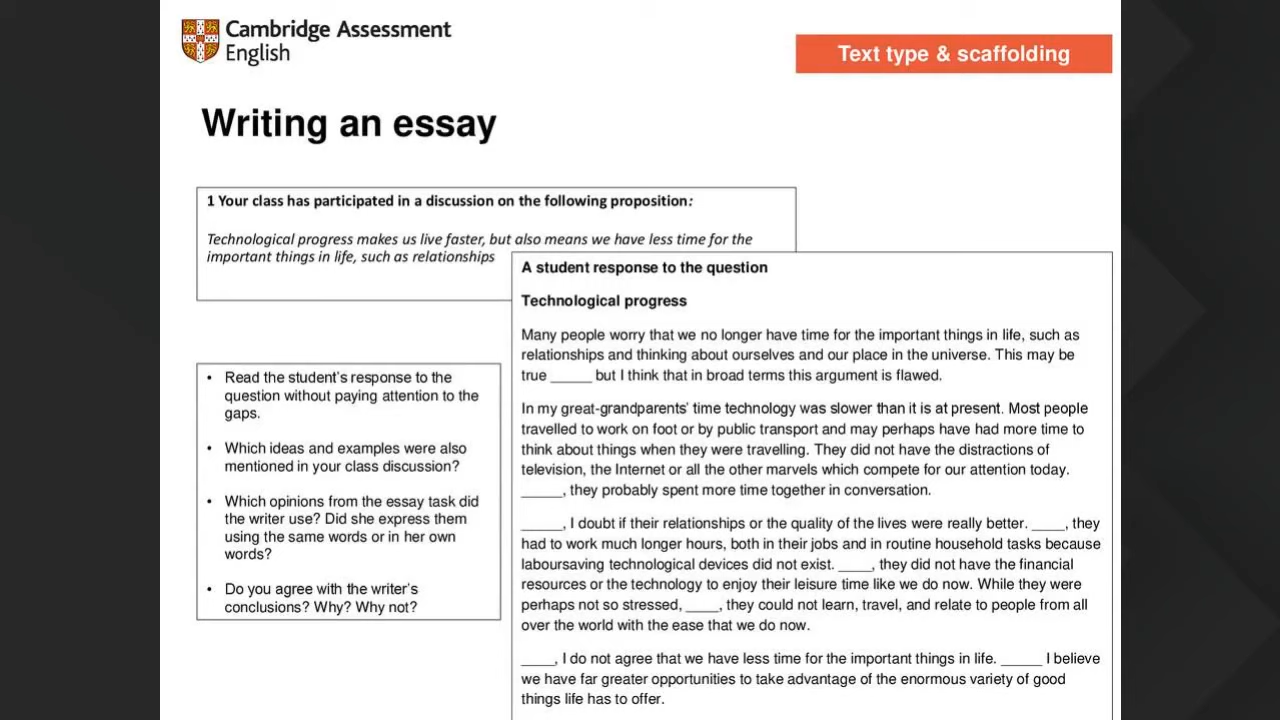 Cambridge Assessment
English
Text type & scaffolding
Writing an essay
1 Your class has participated in a discussion on the following proposition:
Technological progress makes us live faster, but also means we have less time for the
important things in life, such as relationships
• Read the student's response to the
question without paying attention to the
gaps.
• Which ideas and examples were also
mentioned in your class discussion?
• Which opinions from the essay task did
the writer use? Did she express them
using the same words or in her own
words?
• Do you agree with the writer's
conclusions? Why? Why not?
A student response to the question
Technological progress
Many people worry that we no longer have time for the important things in life, such as
relationships and thinking about ourselves and our place in the universe. This may be
true _____ but I think that in broad terms this argument is flawed.
In my great-grandparents' time technology was slower than it is at present. Most people
travelled to work on foot or by public transport and may perhaps have had more time to
think about things when they were travelling. They did not have the distractions of
television, the Internet or all the other marvels which compete for our attention today.
_____, they probably spent more time together in conversation.
_____, I doubt if their relationships or the quality of the lives were really better. ____, they
had to work much longer hours, both in their jobs and in routine household tasks because
laboursaving technological devices did not exist. ____, they did not have the financial
resources or the technology to enjoy their leisure time like we do now. While they were
perhaps not so stressed, ____, they could not learn, travel, and relate to people from all
over the world with the ease that we do now.
____, I do not agree that we have less time for the important things in life. _____ I believe
we have far greater opportunities to take advantage of the enormous variety of good
things life has to offer.